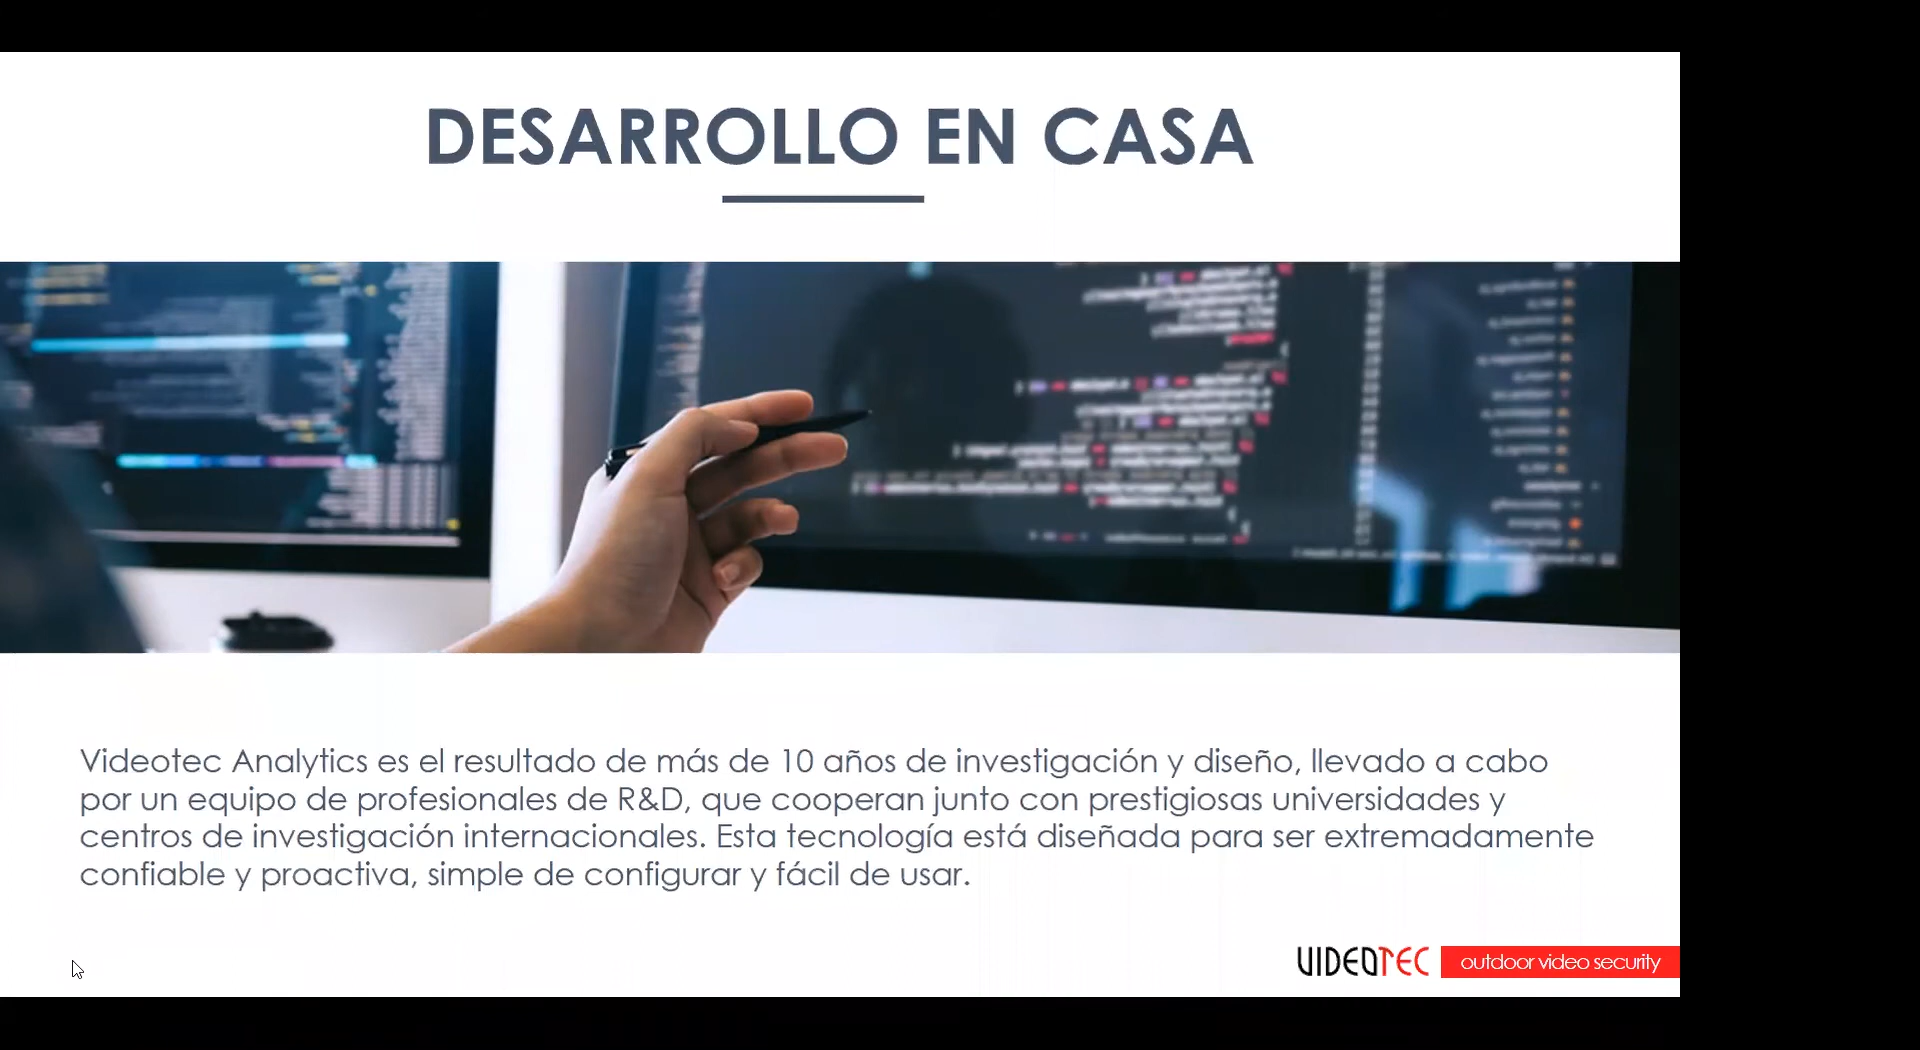 DESARROLLO EN CASA
Videotec Analytics es el resultado de más de 10 años de investigación y diseño, llevado a cabo
por un equipo de profesionales de R&D, que cooperan junto con prestigiosas universidades y
centros de investigación internacionales. Esta tecnología está diseñada para ser extremadamente
confiable y proactiva, simple de configurar y fácil de usar.
VIDEOTEC outdoor video security